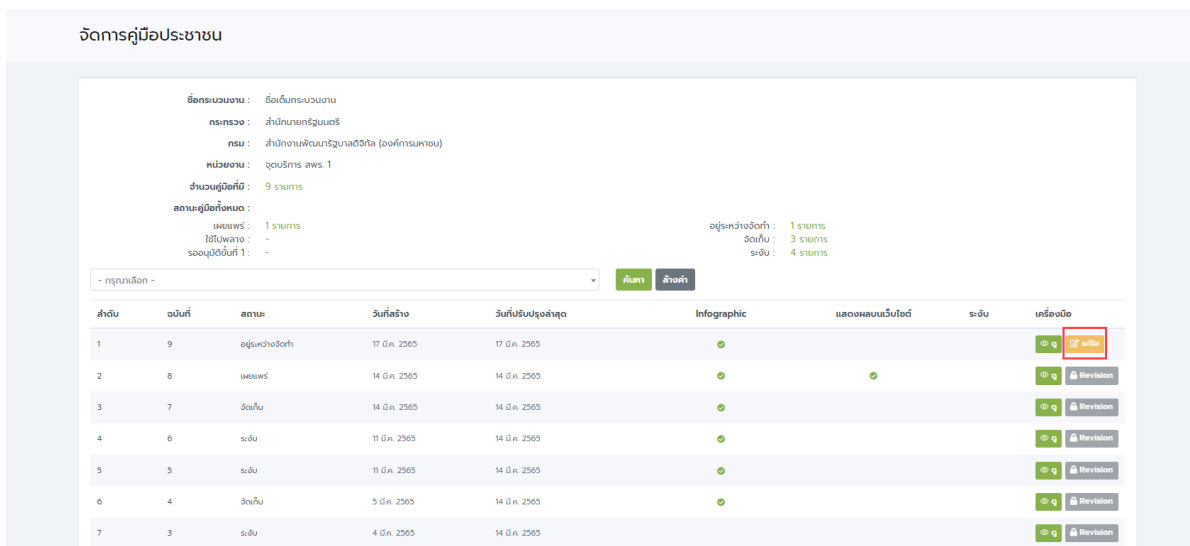 จัดการคู่มือประชาชน
ชื่อกระบวนงาน : ชื่อเต็มกระบวนงาน
กระทรวง : สำนักนายกรัฐมนตรี
กรม : สำนักงานพัฒนารัฐบาลดิจิทัล (องค์การมหาชน)
หน่วยงาน : จุดบริการ สพร. 1
จำนวนคู่มือที่มี : 9 รายการ
สถานะคู่มือทั้งหมด :
เผยแพร่ : 1 รายการ อยู่ระหว่างจัดทำ : 1 รายการ
ใช้ไปพลาง : - จัดเก็บ : 3 รายการ
รออนุมัติขั้นที่ 1 : - ระงับ : 4 รายการ
- กรุณาเลือก - ค้นหา ล้างค่า
ลำดับ ฉบับที่ สถานะ วันที่สร้าง วันที่ปรับปรุงล่าสุด Infographic แสดงผลบนเว็บไซต์ ระงับ เครื่องมือ
1 9 อยู่ระหว่างจัดทำ 17 มี.ค. 2565 17 มี.ค. 2565 ดู แก้ไข
2 8 เผยแพร่ 14 มี.ค. 2565 14 มี.ค. 2565 ดู Revision
3 7 จัดเก็บ 14 มี.ค. 2565 14 มี.ค. 2565 ดู Revision
4 6 ระงับ 11 มี.ค. 2565 14 มี.ค. 2565 ดู Revision
5 5 ระงับ 11 มี.ค. 2565 14 มี.ค. 2565 ดู Revision
6 4 จัดเก็บ 5 มี.ค. 2565 14 มี.ค. 2565 ดู Revision
7 3 ระงับ 4 มี.ค. 2565 14 มี.ค. 2565 ดู Revision